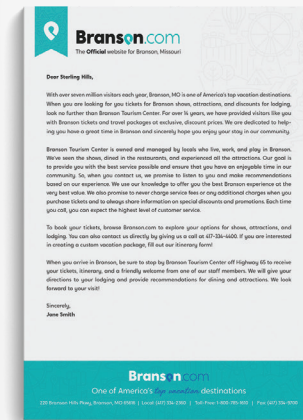 Branson.com
The Official website for Branson, Missouri
Dear Sterling Hills,
With over seven million visitors each year, Branson, MO is one of America's top vacation destinations.
When you are looking for you tickets for Branson shows, attractions, and discounts for lodging,
look no further than Branson Tourism Center. For over 14 years, we have provided visitors like you
with Branson tickets and travel packages at exclusive, discount prices. We are dedicated to help-
ing you have a great time in Branson and sincerely hope you enjoy your stay in our community.
Branson Tourism Center is owned and managed by locals who live, work, and play in Branson.
We've seen the shows, dined in the restaurants, and experienced all the attractions. Our goal is
to provide you with the best service possible and ensure that you have an enjoyable time in our
community. So, when you contact us, we promise to listen to you and make recommendations
based on our experience. We use our knowledge to offer you the best Branson experience at the
very best value. We also promise to never charge service fees or any additional charges when you
purchase tickets and to always share information on special discounts and promotions. Each time
you call, you can expect the highest level of customer service.
To book your tickets, browse Branson.com to explore your options for shows, attractions, and
lodging. You can also contact us directly by giving us a call at 417-334-4400. If you are interested
in creating a custom vacation package, fill out our itinerary form!
When you arrive in Branson, be sure to stop by Branson Tourism Center off Highway 65 to receive
your tickets, itinerary, and a friendly welcome from one of our staff members. We will give you
directions to your lodging and provide recommendations for dining and attractions. We look
forward to your visit!
Sincerely,
Jane Smith
Branson.com
One of America's top vacation destinations
220 Branson Hills Pkwy, Branson, MO 65616 | Local: (417) | Toll Free: | Fax: (417)